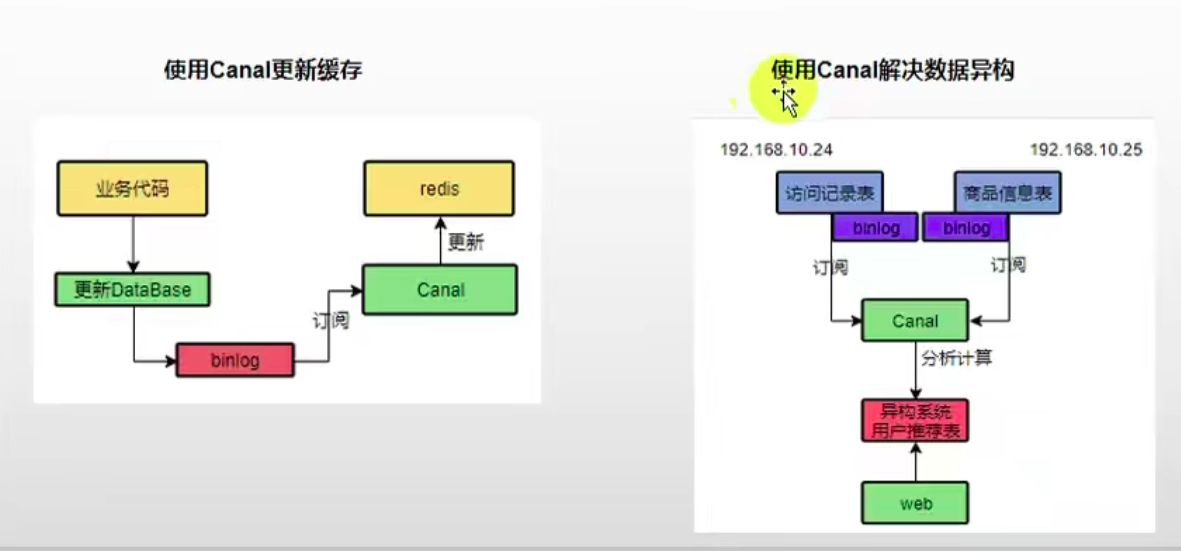 使用Canal更新缓存
业务代码
redis
更新
更新DataBase
Canal
订阅
binlog
使用Canal解决数据异构
192.168.10.24
192.168.10.25
访问记录表
商品信息表
binlog
binlog
订阅
订阅
Canal
分析计算
异构系统
用户推荐表
web